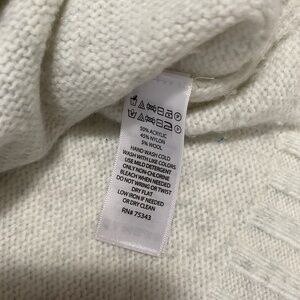 50% ACRYLIC
45% NYLON
5% WOOL
HAND WASH COLD
WASH WITH LIKE COLORS
USE MILD DETERGENT
ONLY NON-CHLORINE
BLEACH WHEN NEEDED
DO NOT WRING OR TWIST
DRY FLAT
LOW IRON IF NEEDED
OR DRY CLEAN
RN# 75343